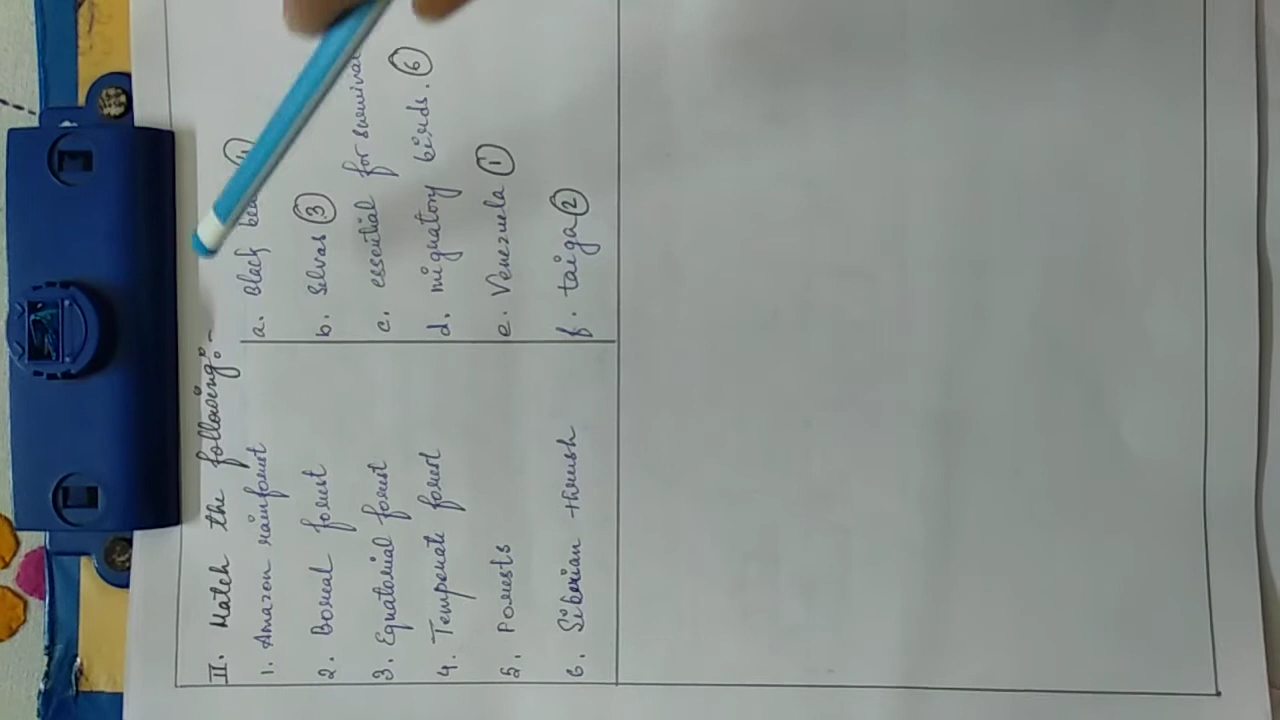 II. Match the following:-
1. Amazon rainforest
2. Boreal forest
3. Equatorial forest
4. Temperate forest
5. Forests
6. Siberian thrush
a. Black
b. Selvas ③
c. essential for survival
d. migratory birds. ⑥
e. Venezuela ①
f. taiga ②